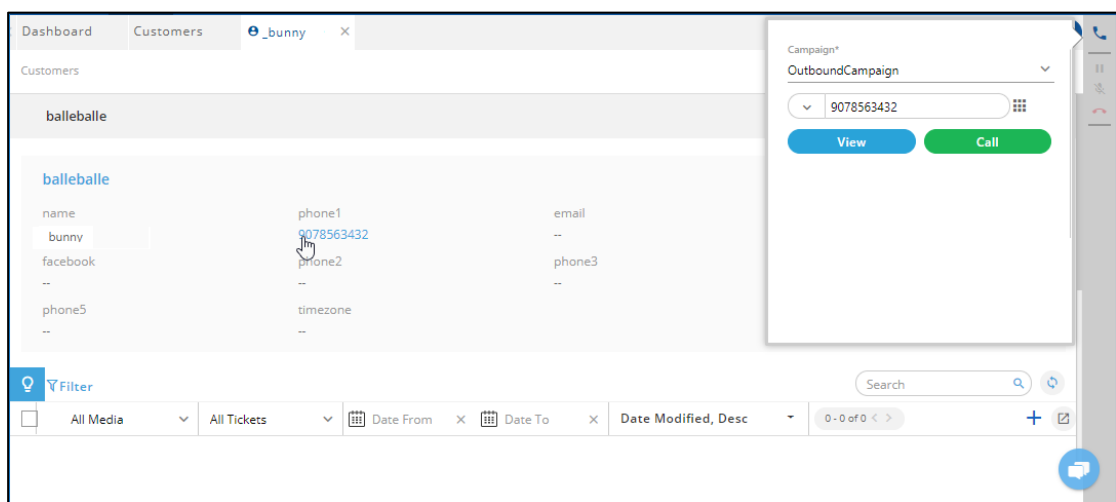 Dashboard Customers _bunny
Customers
balleballe
balleballe
name phone1 email
bunny 9078563432 --
facebook phone2 phone3
-- -- --
phone5 timezone
-- --
Campaign*
OutboundCampaign
9078563432
View Call
Filter Search
All Media All Tickets Date From Date To Date Modified, Desc 0 - 0 of 0